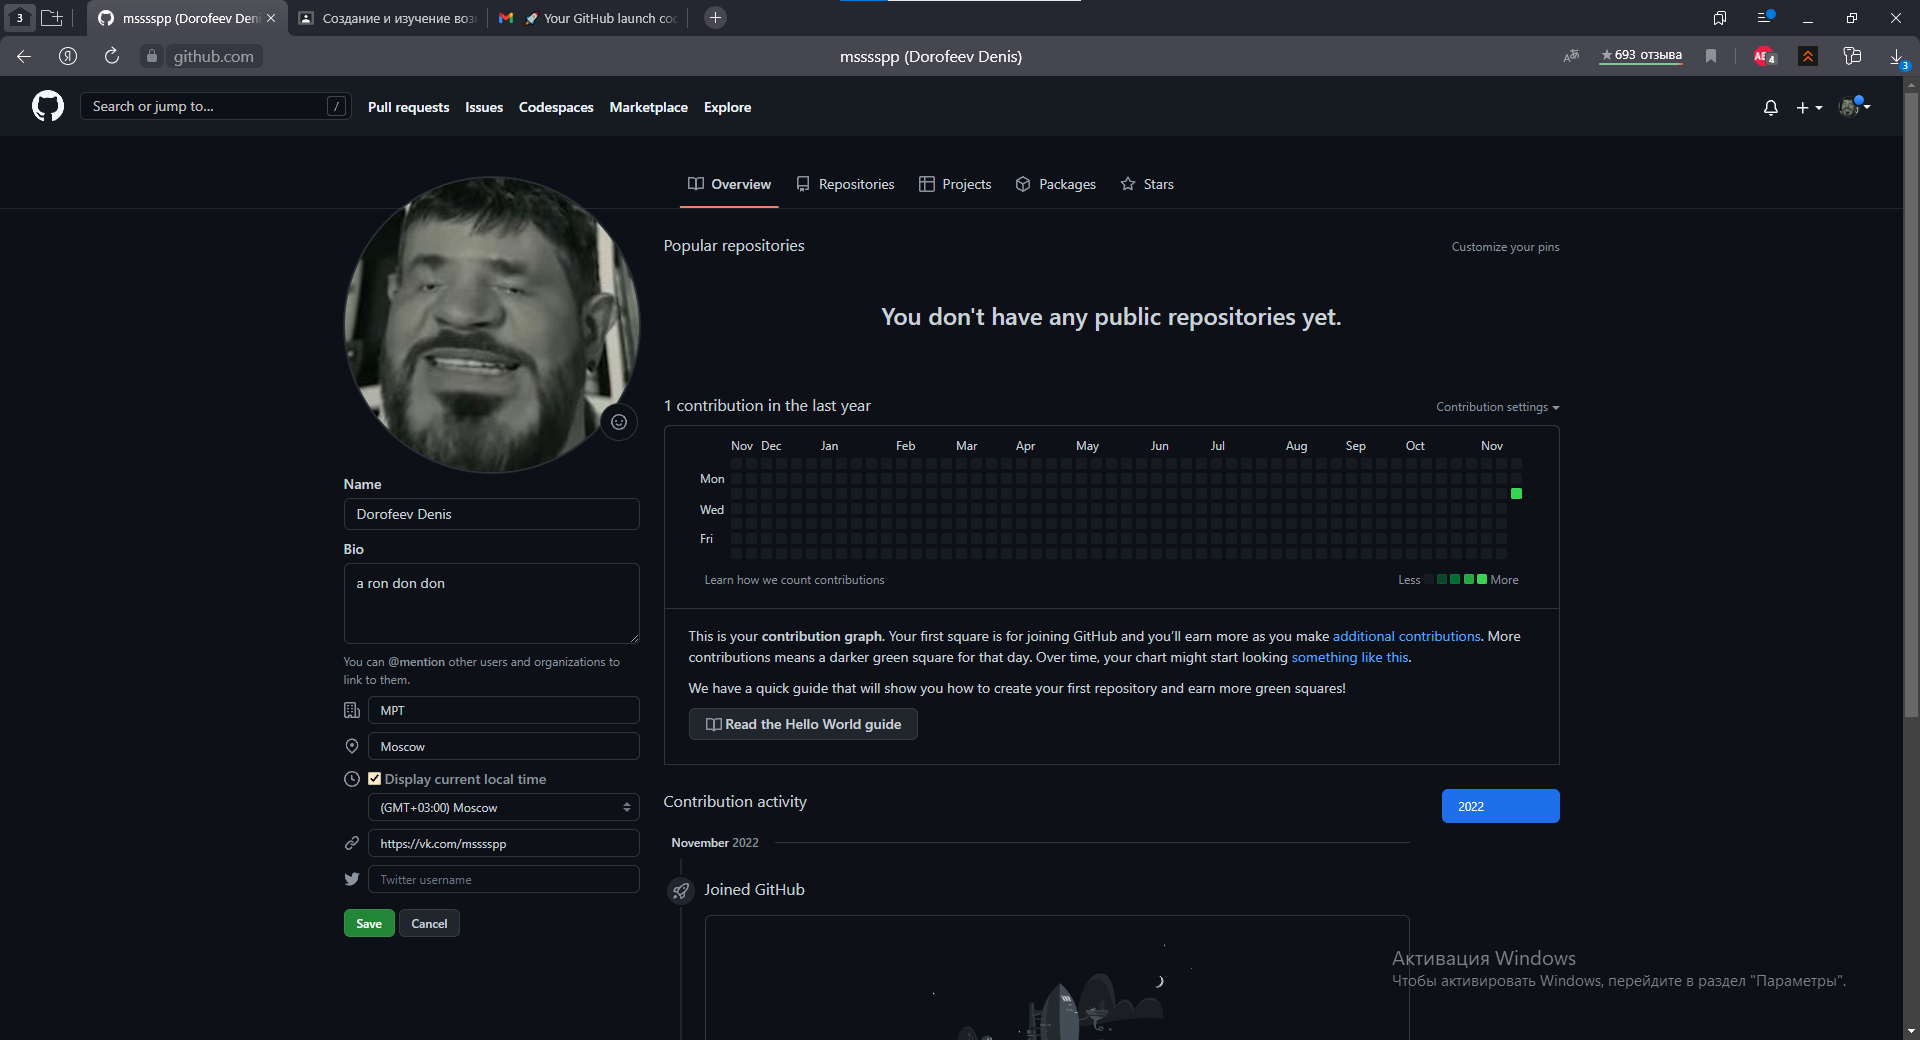 3
msssspp (Dorofeev Den
Создание и изучение воз
🚀 Your GitHub launch co
github.com
msssspp (Dorofeev Denis)
★ 693 отзыва
4
3
Search or jump to...
/
Pull requests
Issues
Codespaces
Marketplace
Explore
Overview
Repositories
Projects
Packages
Stars
Popular repositories
Customize your pins
You don't have any public repositories yet.
1 contribution in the last year
Contribution settings
Nov Dec Jan Feb Mar Apr May Jun Jul Aug Sep Oct Nov
Mon
Wed
Fri
Learn how we count contributions
Less
More
This is your contribution graph. Your first square is for joining GitHub and you’ll earn more as you make additional contributions. More
contributions means a darker green square for that day. Over time, your chart might start looking something like this.
We have a quick guide that will show you how to create your first repository and earn more green squares!
Read the Hello World guide
Name
Dorofeev Denis
Bio
a ron don don
You can @mention other users and organizations to
link to them.
MPT
Moscow
Display current local time
(GMT+03:00) Moscow
https://vk.com/msssspp
Twitter username
Save
Cancel
Contribution activity
2022
November 2022
Joined GitHub
Активация Windows
Чтобы активировать Windows, перейдите в раздел "Параметры".